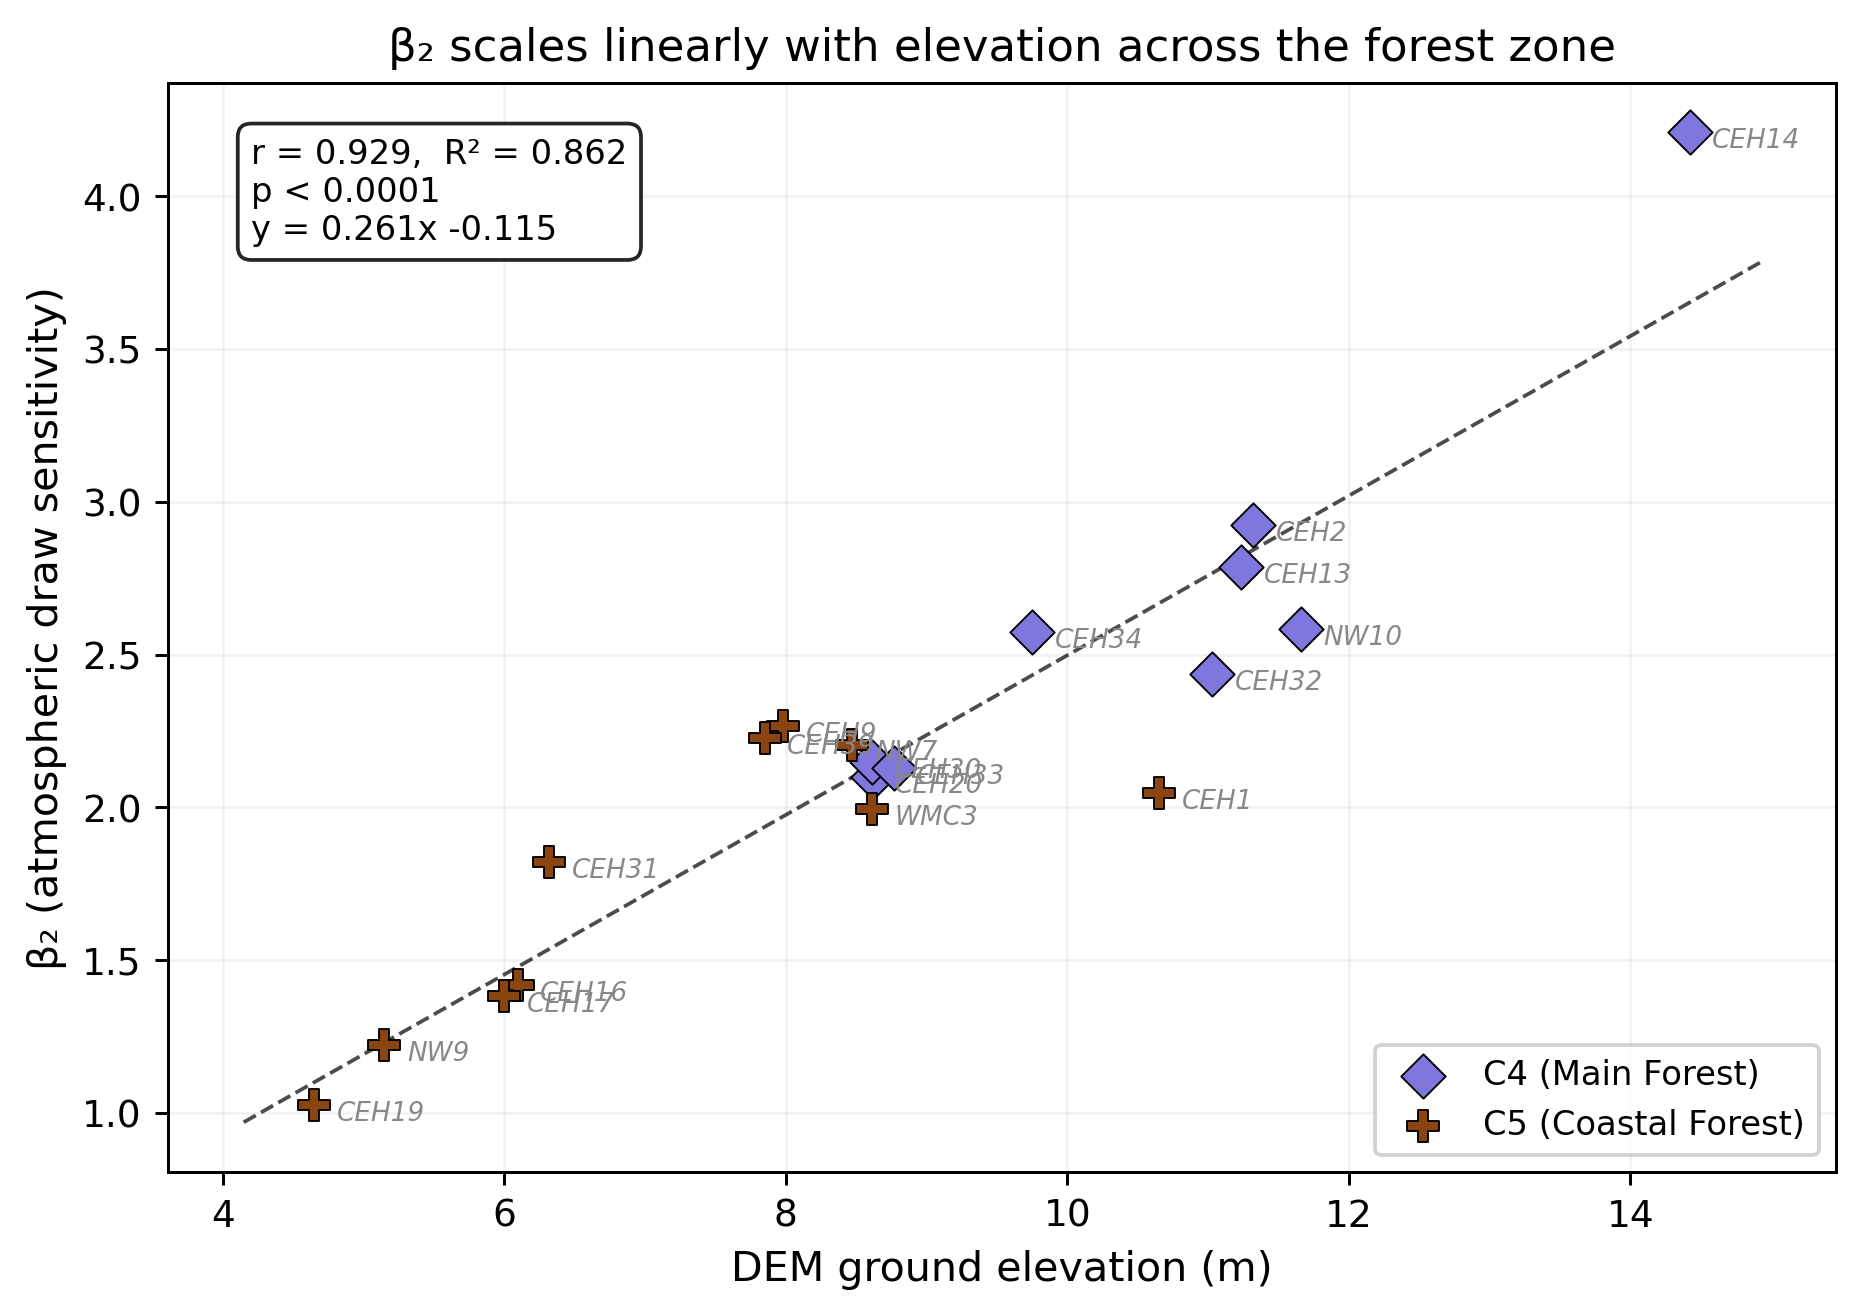 β₂ scales linearly with elevation across the forest zone
r = 0.929,  R² = 0.862
p < 0.0001
y = 0.261x -0.115
CEH14
4.0
3.5
3.0
2.5
2.0
1.5
1.0
β₂ (atmospheric draw sensitivity)
CEH2
CEH13
CEH34
NW10
CEH32
CEH9
CEH39
NW7
CEH30
CEH33
CEH20
WMC3
CEH1
CEH31
CEH16
CEH17
NW9
CEH19
C4 (Main Forest)
C5 (Coastal Forest)
4
6
8
10
12
14
DEM ground elevation (m)